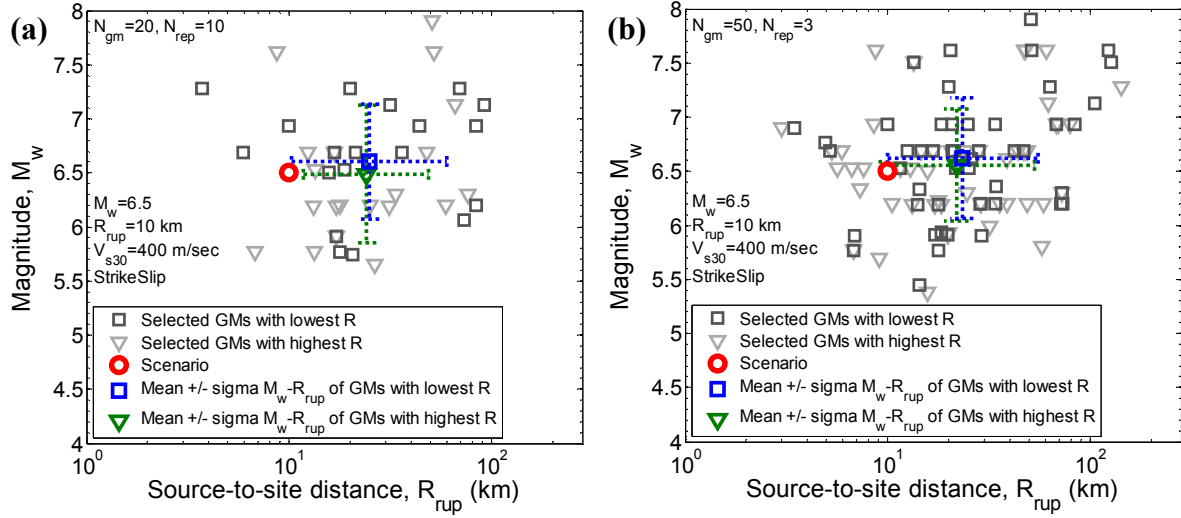 (a)
N_gm=20, N_rep=10
8
7.5
7
6.5
6
5.5
5
4.5
4
Magnitude, M_w
M_w=6.5
R_rup=10 km
V_s30=400 m/sec
StrikeSlip
Selected GMs with lowest R
Selected GMs with highest R
Scenario
Mean +/- sigma M_w-R_rup of GMs with lowest R
Mean +/- sigma M_w-R_rup of GMs with highest R
10^0 10^1 10^2
Source-to-site distance, R_rup (km)
(b)
N_gm=50, N_rep=3
8
7.5
7
6.5
6
5.5
5
4.5
4
Magnitude, M_w
M_w=6.5
R_rup=10 km
V_s30=400 m/sec
StrikeSlip
Selected GMs with lowest R
Selected GMs with highest R
Scenario
Mean +/- sigma M_w-R_rup of GMs with lowest R
Mean +/- sigma M_w-R_rup of GMs with highest R
10^0 10^1 10^2
Source-to-site distance, R_rup (km)